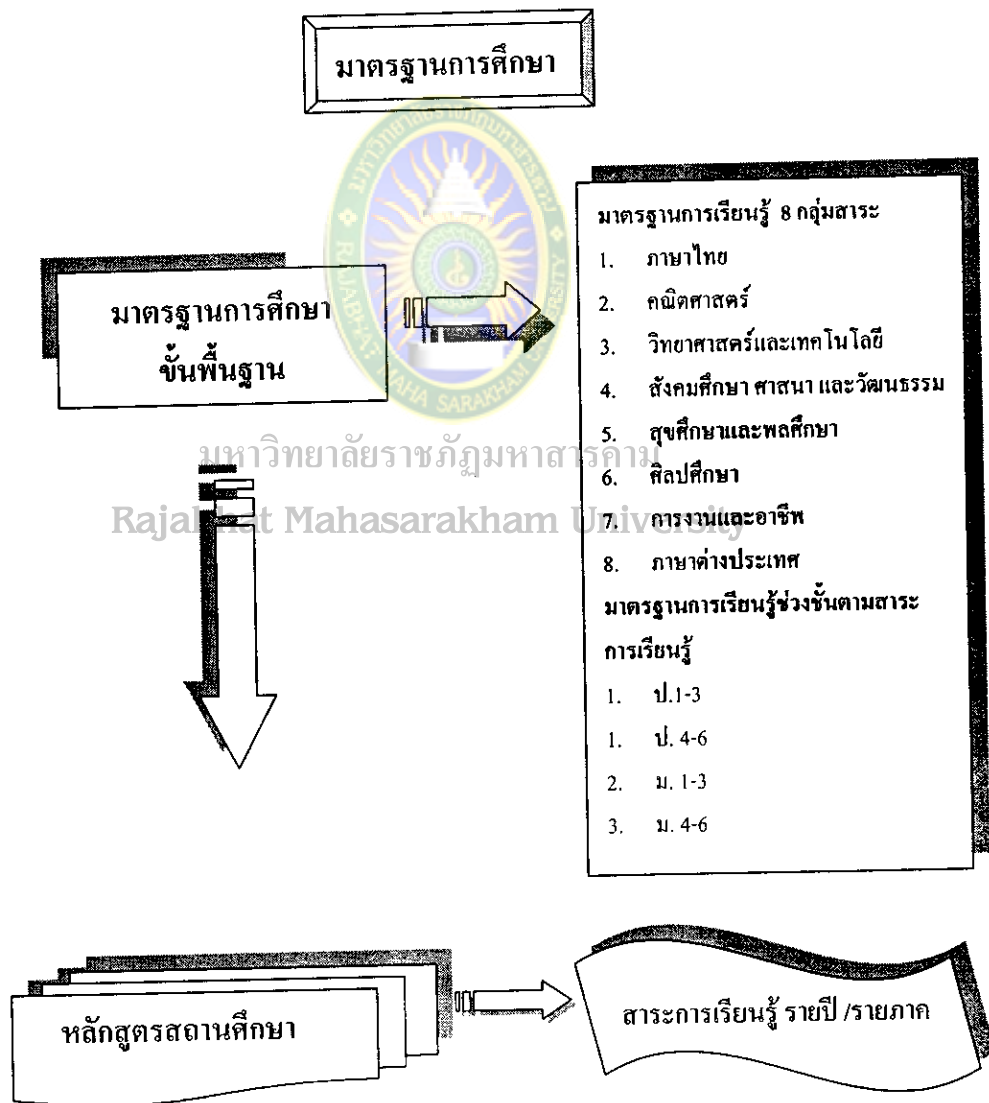 มาตรฐานการศึกษา
มาตรฐานการศึกษา
ขั้นพื้นฐาน
มาตรฐานการเรียนรู้ 8 กลุ่มสาระ
1. ภาษาไทย
2. คณิตศาสตร์
3. วิทยาศาสตร์และเทคโนโลยี
4. สังคมศึกษา ศาสนา และวัฒนธรรม
5. สุขศึกษาและพลศึกษา
6. ศิลปศึกษา
7. การงานและอาชีพ
8. ภาษาต่างประเทศ
มาตรฐานการเรียนรู้ช่วงชั้นตามสาระ
การเรียนรู้
1. ป.1-3
1. ป. 4-6
2. ม. 1-3
3. ม. 4-6
มหาวิทยาลัยราชภัฏมหาสารคาม
Mahasarakham University
หลักสูตรสถานศึกษา
สาระการเรียนรู้ รายปี /รายภาค